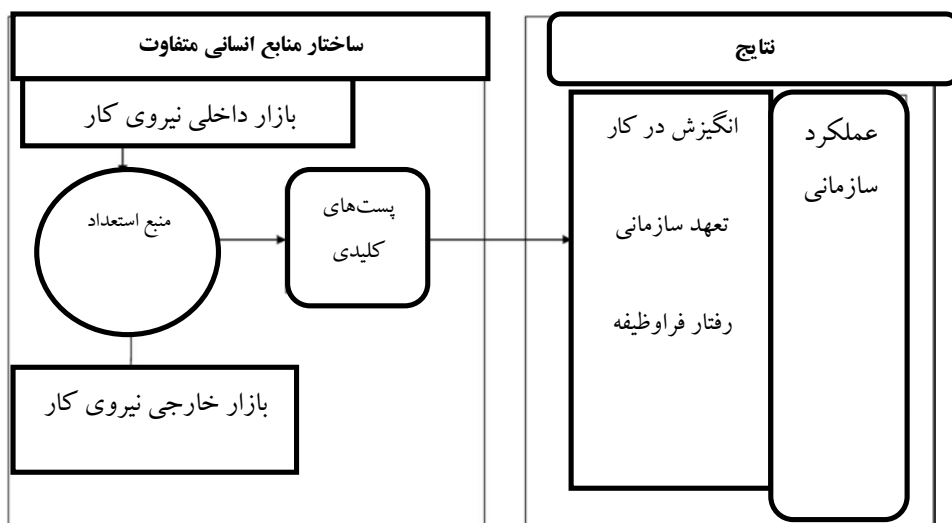 ساختار منابع انسانی متفاوت
نتایج
بازار داخلی نیروی کار
منبع استعداد
پست‌های
کلیدی
بازار خارجی نیروی کار
انگیزش در کار
تعهد سازمانی
رفتار فراوظیفه
عملکرد
سازمانی